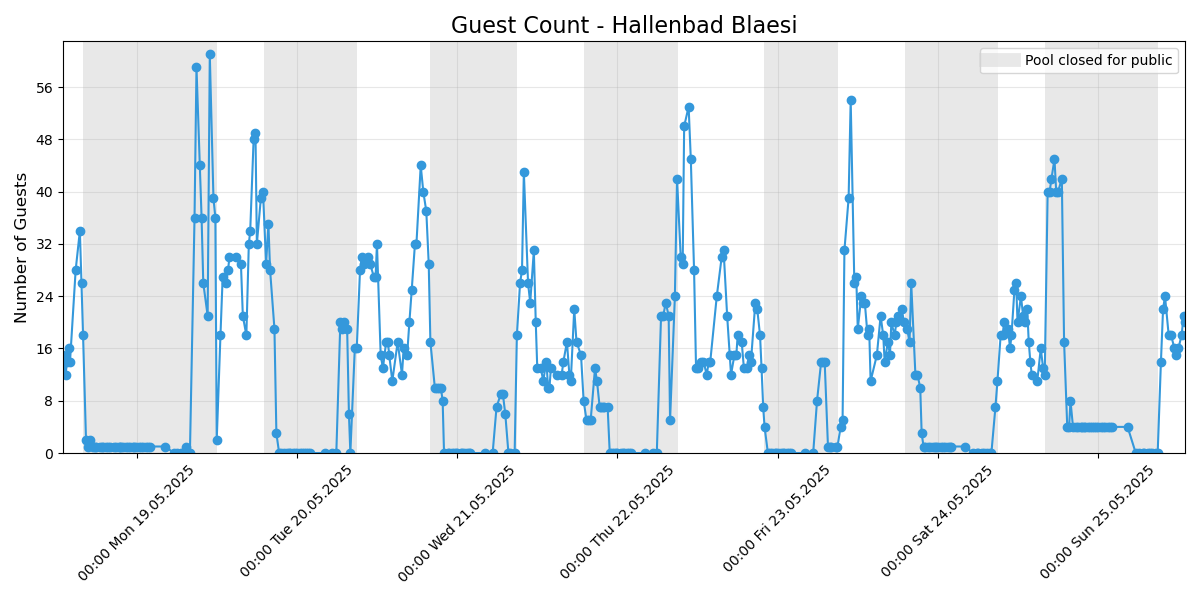 Guest Count - Hallenbad Blaesi
Pool closed for public
Number of Guests
56
48
40
32
24
16
8
0
00:00 Mon 19.05.2025
00:00 Tue 20.05.2025
00:00 Wed 21.05.2025
00:00 Thu 22.05.2025
00:00 Fri 23.05.2025
00:00 Sat 24.05.2025
00:00 Sun 25.05.2025